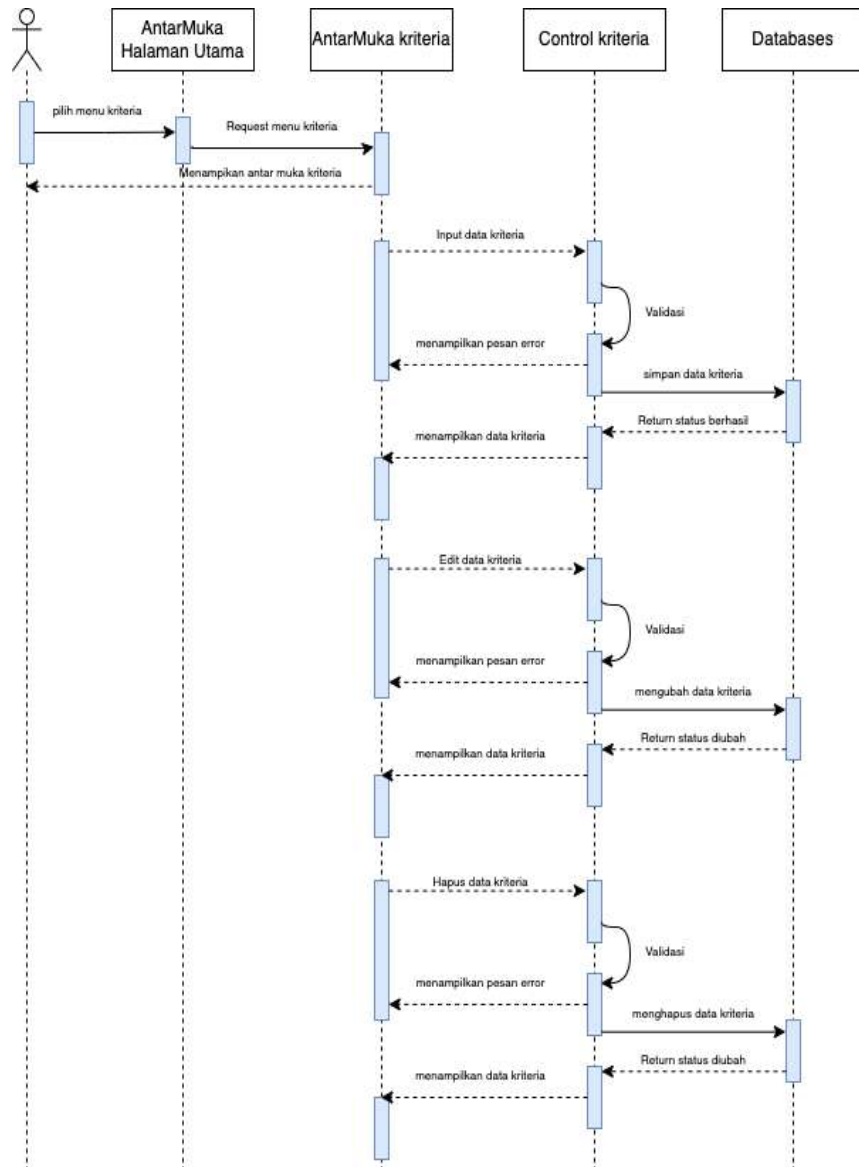 AntarMuka
Halaman Utama
AntarMuka kriteria
Control kriteria
Databases
pilih menu kriteria
Request menu kriteria
Menampikan antar muka kriteria
Input data kriteria
Validasi
menampilkan pesan error
simpan data kriteria
Return status berhasil
menampilkan data kriteria
Edit data kriteria
Validasi
menampilkan pesan error
mengubah data kriteria
Return status diubah
menampilkan data kriteria
Hapus data kriteria
Validasi
menampilkan pesan error
menghapus data kriteria
Return status diubah
menampilkan data kriteria